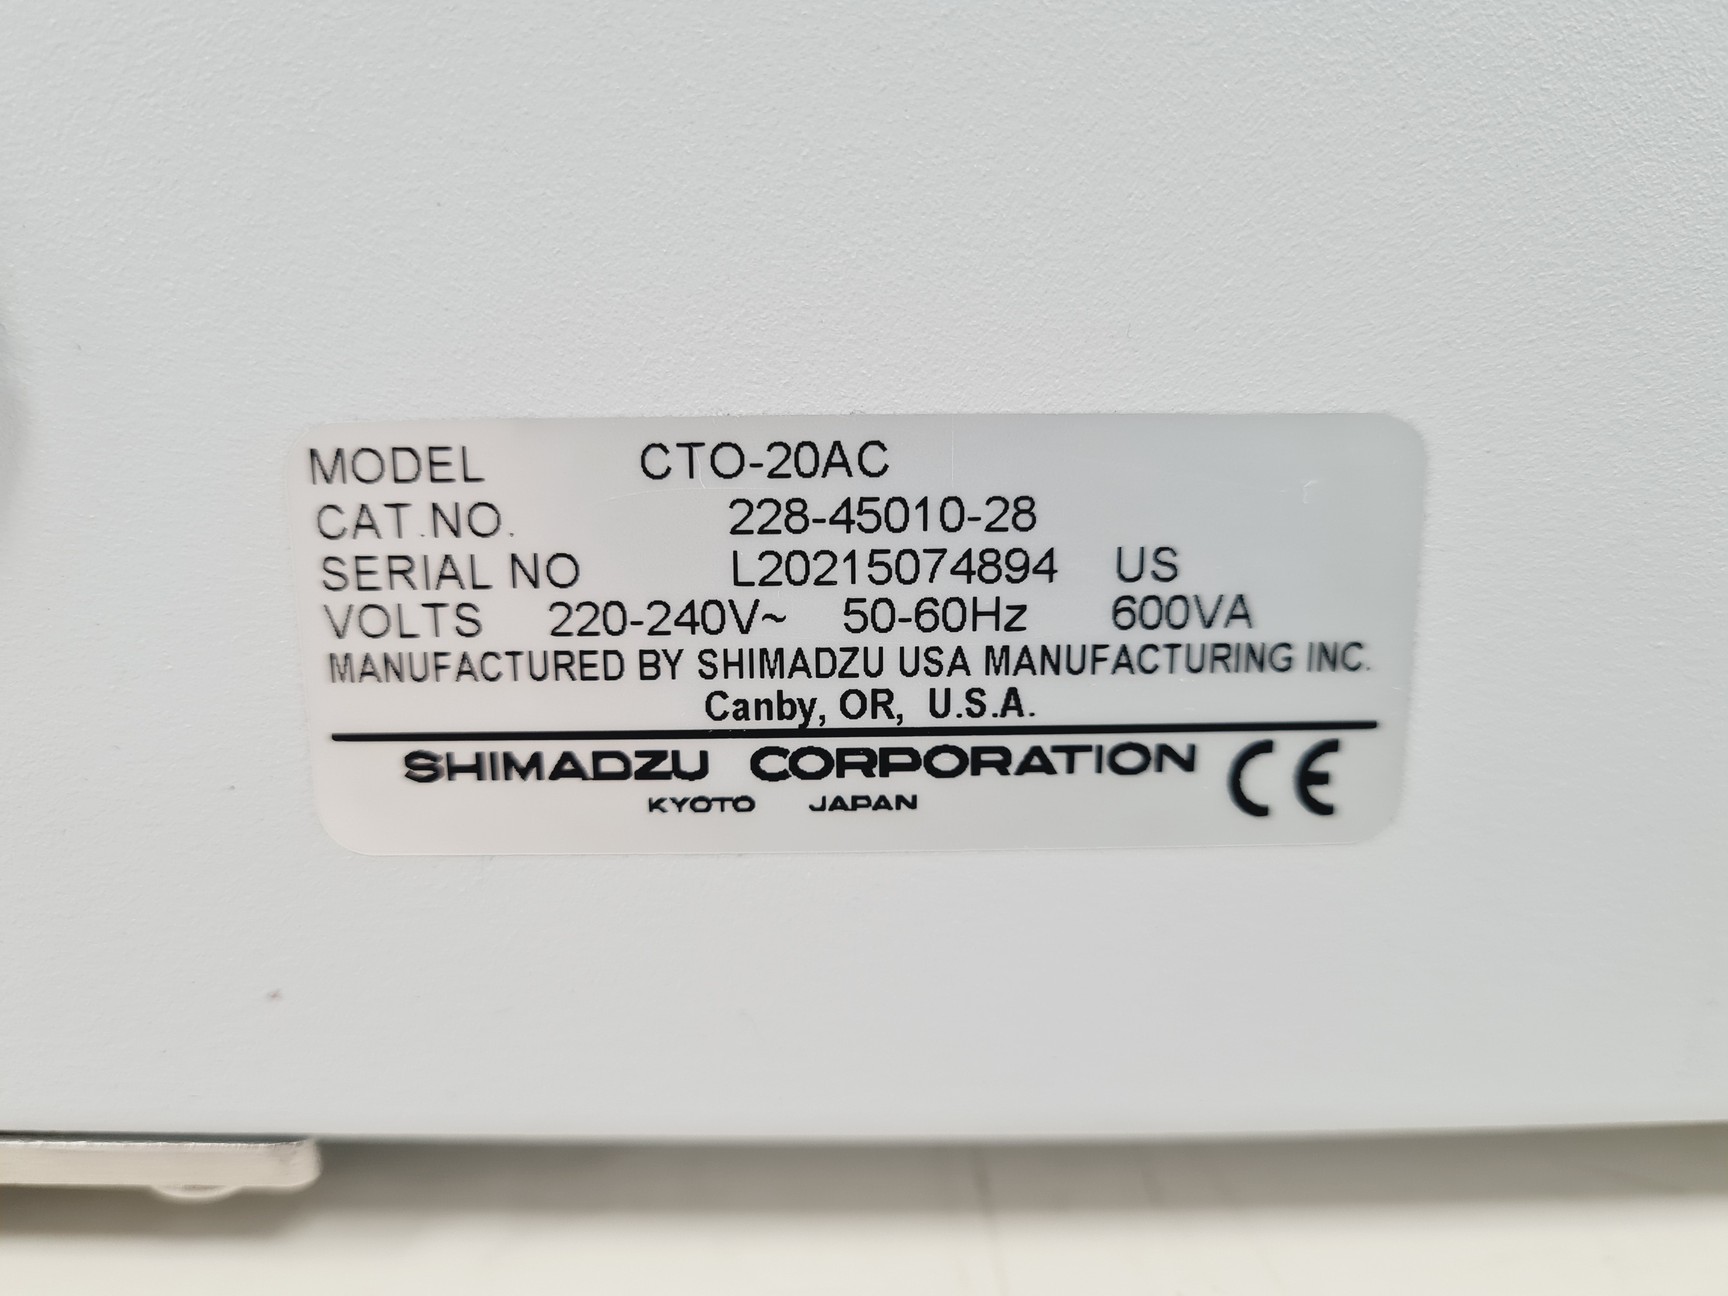 MODEL CTO-20AC
CAT.NO. 228-45010-28
SERIAL NO L20215074894 US
VOLTS 220-240V~ 50-60Hz 600VA
MANUFACTURED BY SHIMADZU USA MANUFACTURING INC.
Canby, OR, U.S.A.
SHIMADZU CORPORATION CE
KYOTO JAPAN